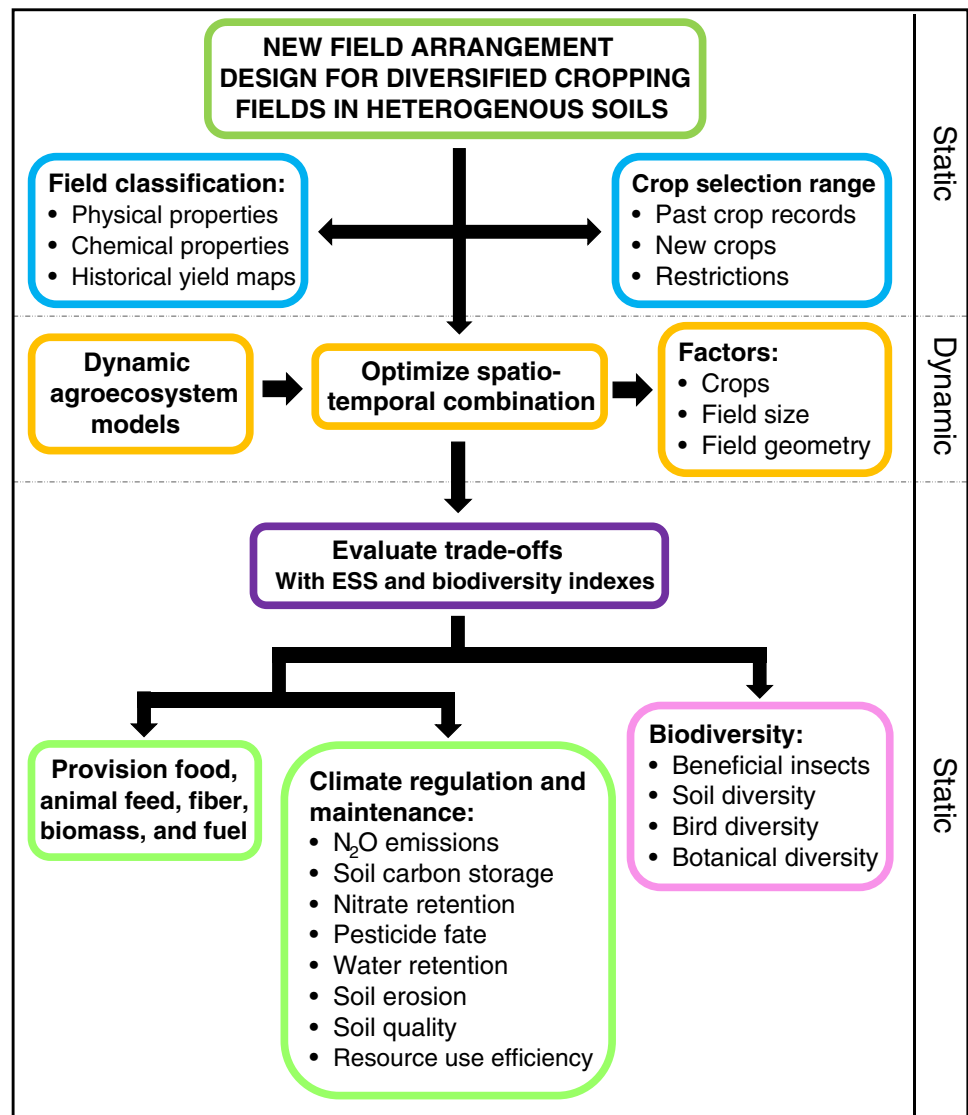 NEW FIELD ARRANGEMENT
DESIGN FOR DIVERSIFIED CROPPING
FIELDS IN HETEROGENOUS SOILS
Static
Field classification:
• Physical properties
• Chemical properties
• Historical yield maps
Crop selection range
• Past crop records
• New crops
• Restrictions
Dynamic
Dynamic
agroecosystem
models
Optimize spatio-
temporal combination
Factors:
• Crops
• Field size
• Field geometry
Evaluate trade-offs
With ESS and biodiversity indexes
Static
Provision food,
animal feed, fiber,
biomass, and fuel
Climate regulation and
maintenance:
• N₂O emissions
• Soil carbon storage
• Nitrate retention
• Pesticide fate
• Water retention
• Soil erosion
• Soil quality
• Resource use efficiency
Biodiversity:
• Beneficial insects
• Soil diversity
• Bird diversity
• Botanical diversity